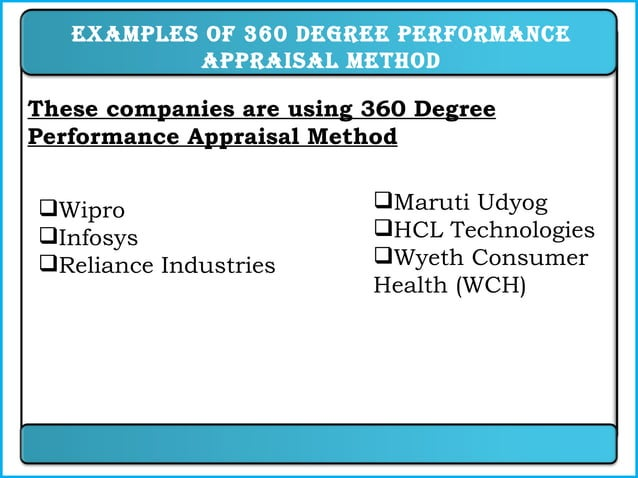 EXAMPLES OF 360 DEGREE PERFORMANCE
APPRAISAL METHOD
These companies are using 360 Degree
Performance Appraisal Method
❑Wipro
❑Infosys
❑Reliance Industries
❑Maruti Udyog
❑HCL Technologies
❑Wyeth Consumer
Health (WCH)